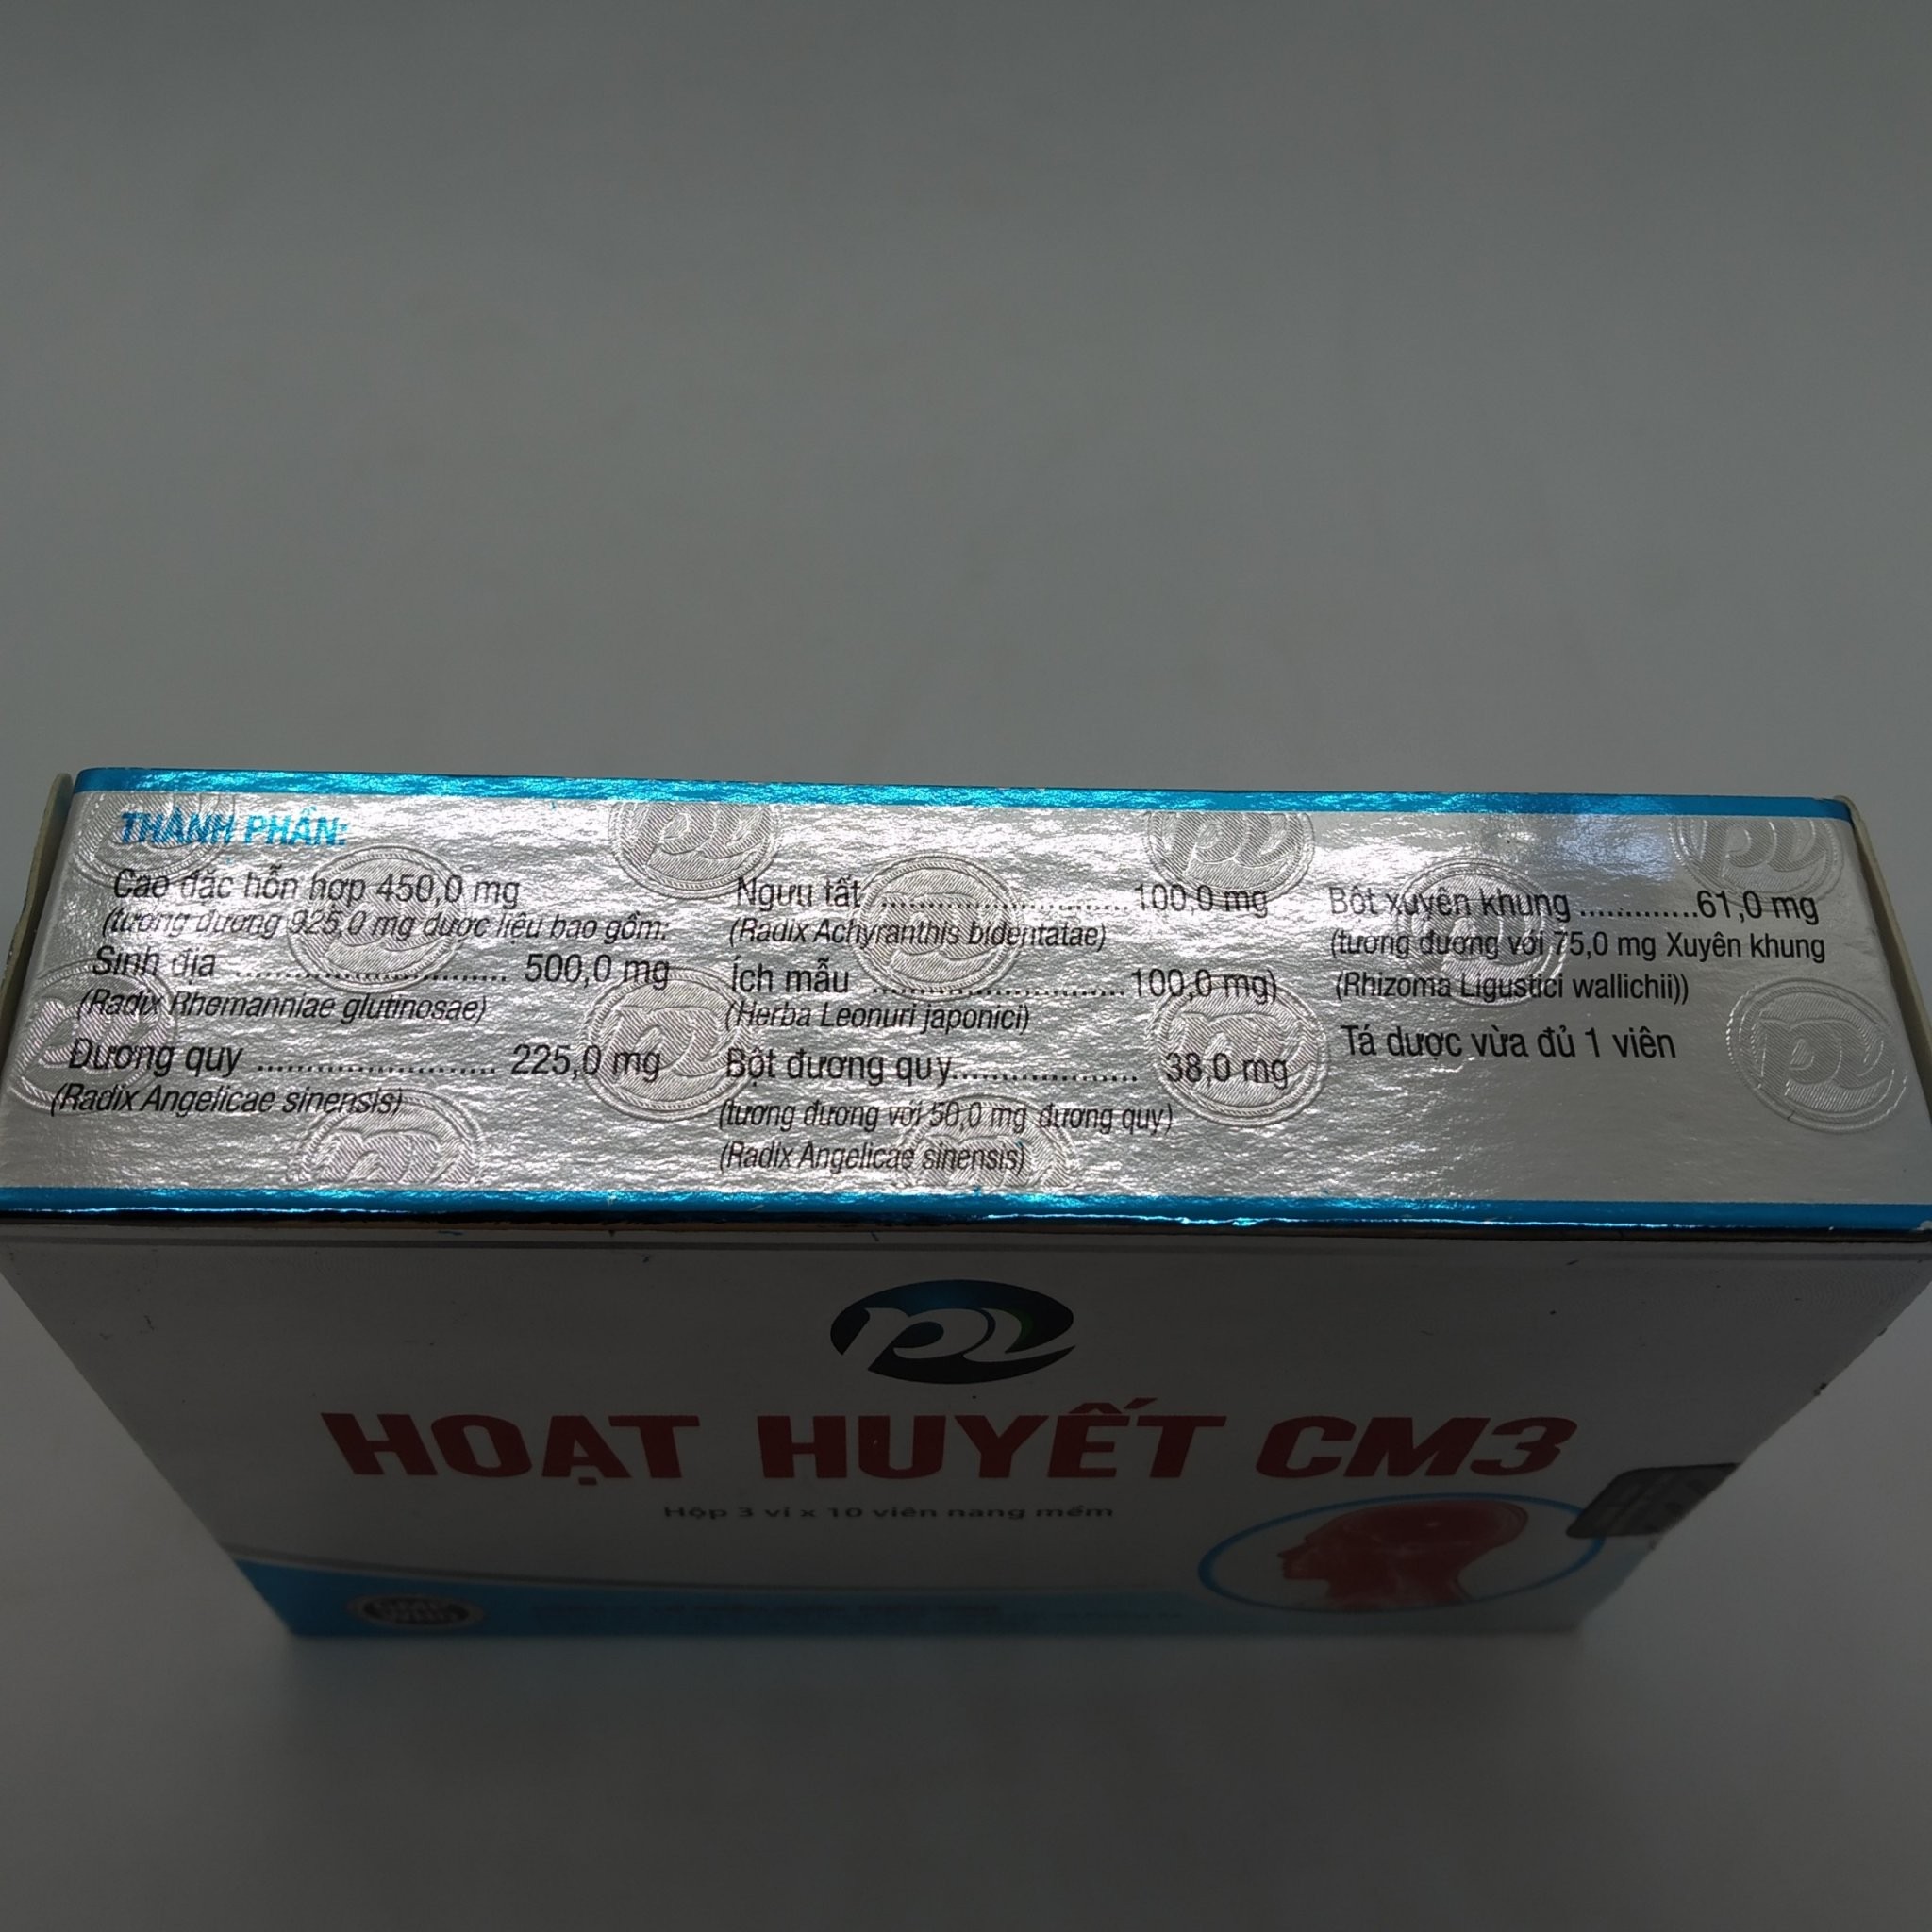 THÀNH PHẦN:
Cao đặc hỗn hợp 450,0 mg
(tương đương 925,0 mg dược liệu bao gồm:
Sinh địa ........................... 500,0 mg
(Radix Rhemanniae glutinosae)
Đương quy ........................ 225,0 mg
(Radix Angelicae sinensis)
Ngưu tất ........................... 100,0 mg
(Radix Achyranthis bidentatae)
Ích mẫu ........................... 100,0 mg)
(Herba Leonuri japonici)
Bột đương quy..................... 38,0 mg
(tương đương với 50,0 mg đương quy)
(Radix Angelicae sinensis)
Bột xuyên khung .............61,0 mg
(tương đương với 75,0 mg Xuyên khung
(Rhizoma Ligustici wallichii))
Tá dược vừa đủ 1 viên
HOẠT HUYẾT CM3
Hộp 3 vỉ x 10 viên nang mềm